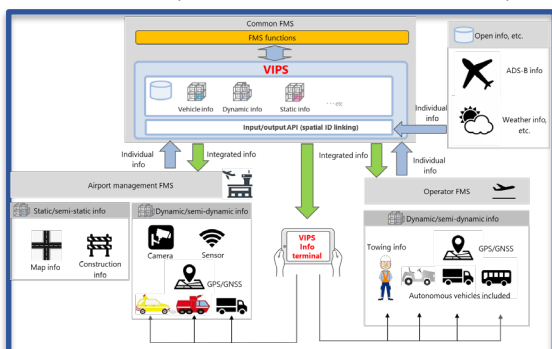 Common FMS
FMS functions
VIPS
Vehicle info
Dynamic info
Static info
…etc
Input/output API (spatial ID linking)
Open info, etc.
ADS-B info
Weather info,
etc.
Individual
info
Individual
info
Integrated info
Integrated info
Individual
info
Airport management FMS
Operator FMS
Static/semi-static info
Map info
Construction
info
Dynamic/semi-dynamic info
Camera
Sensor
GPS/GNSS
VIPS
Info
terminal
Dynamic/semi-dynamic info
Towing info
GPS/GNSS
Autonomous vehicles included